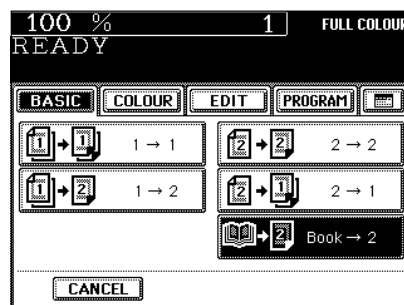 100 % 1 FULL COLOUR
READY
BASIC COLOUR EDIT PROGRAM
1 → 1 2 → 2
1 → 2 2 → 1
Book → 2
CANCEL